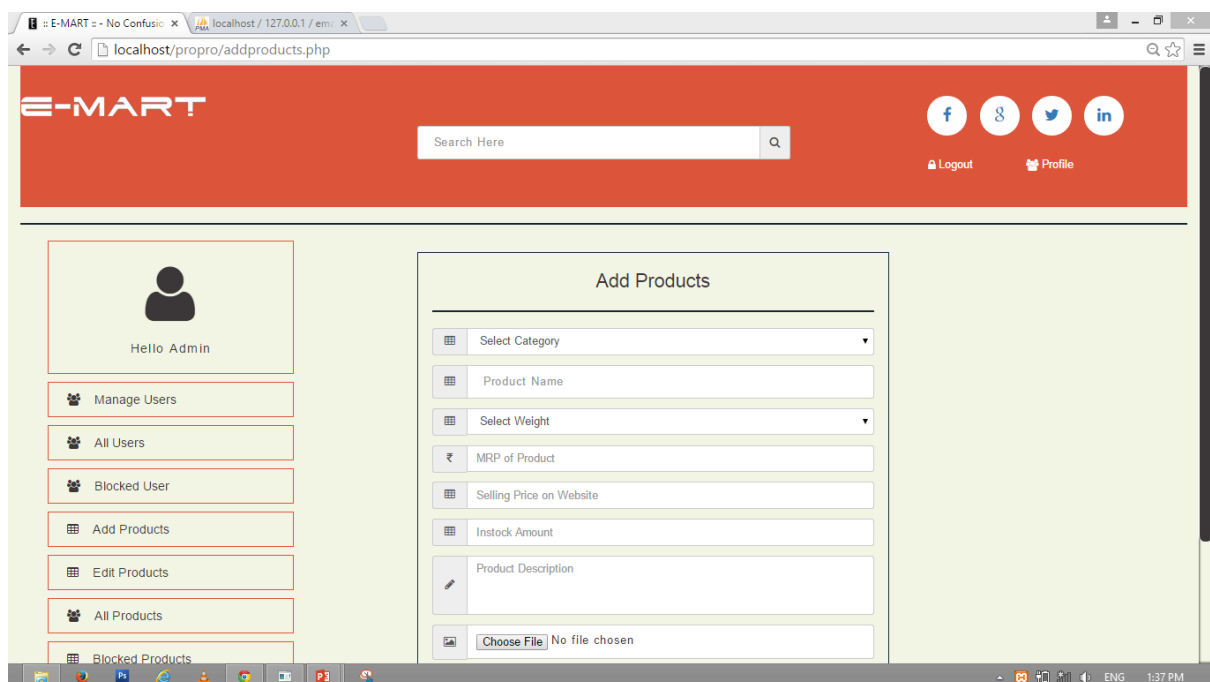 :: E-MART :: - No Confusio
localhost / 127.0.0.1 / ema
localhost/propro/addproducts.php
E-MART
Search Here
Logout
Profile
Hello Admin
Manage Users
All Users
Blocked User
Add Products
Edit Products
All Products
Blocked Products
Add Products
Select Category
Product Name
Select Weight
₹ MRP of Product
Selling Price on Website
Instock Amount
Product Description
Choose File No file chosen
ENG 1:37 PM